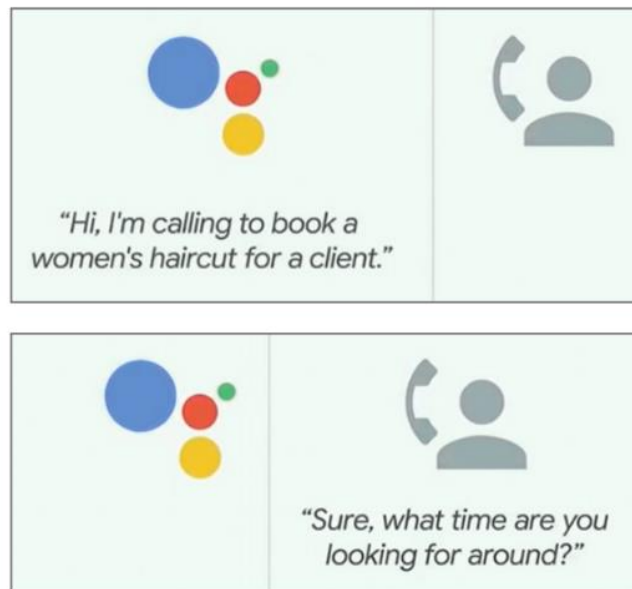 “Hi, I'm calling to book a
women's haircut for a client.”
“Sure, what time are you
looking for around?”